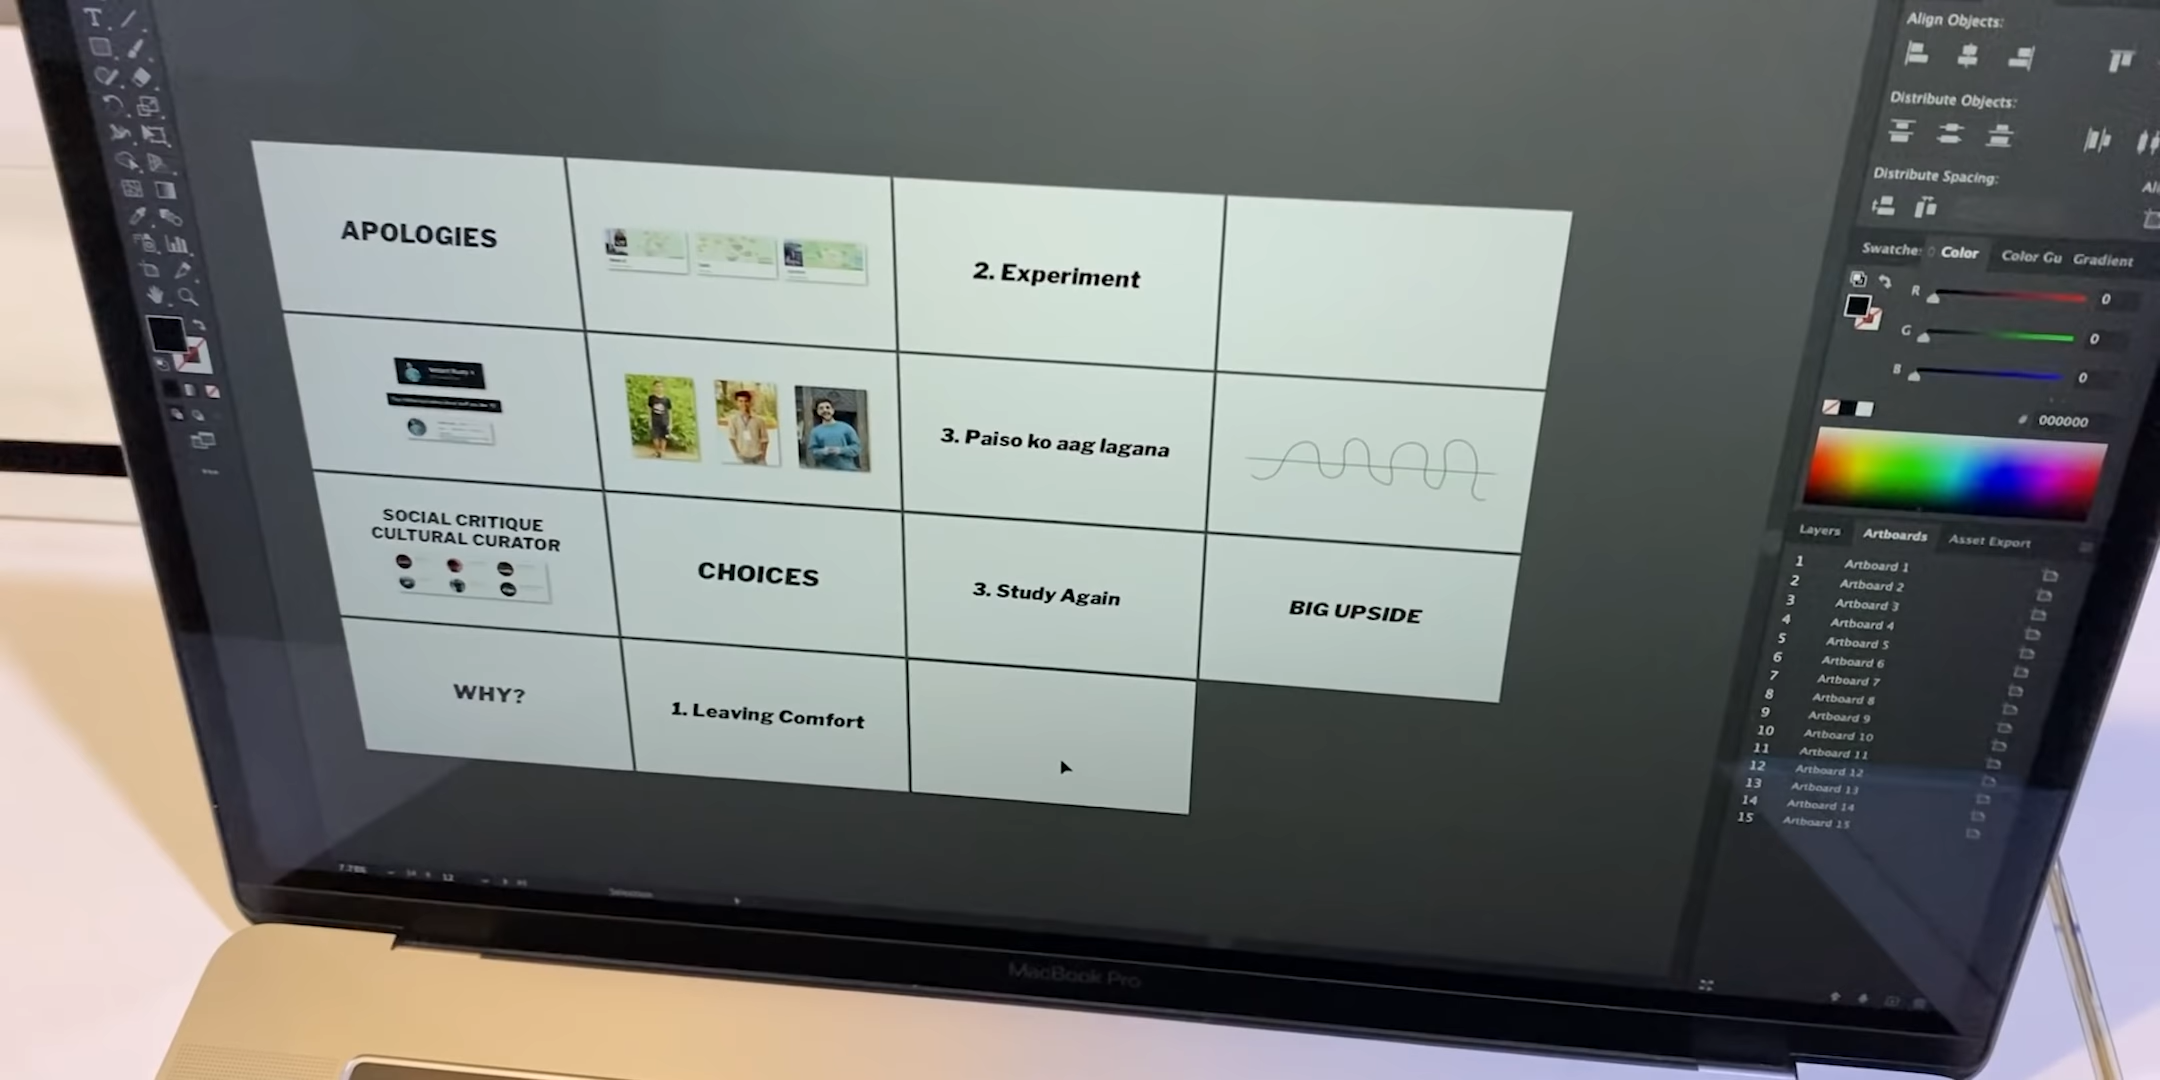 APOLOGIES
SOCIAL CRITIQUE
CULTURAL CURATOR
WHY?
CHOICES
1. Leaving Comfort
2. Experiment
3. Paiso ko aag lagana
3. Study Again
BIG UPSIDE
Align Objects:
Distribute Objects:
Distribute Spacing:
Color
Color Gu
Gradient
R 0
G 0
B 0
# 000000
Layers
Artboards
Asset Export
1 Artboard 1
2 Artboard 2
3 Artboard 3
4 Artboard 4
5 Artboard 5
6 Artboard 6
7 Artboard 7
8 Artboard 8
9 Artboard 9
10 Artboard 10
11 Artboard 11
12 Artboard 12
13 Artboard 13
14 Artboard 14
15 Artboard 15
12
Selection
MacBook Pro